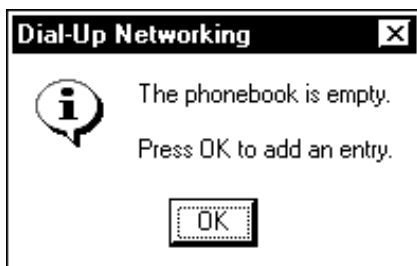 Dial-Up Networking
The phonebook is empty.
Press OK to add an entry.
OK